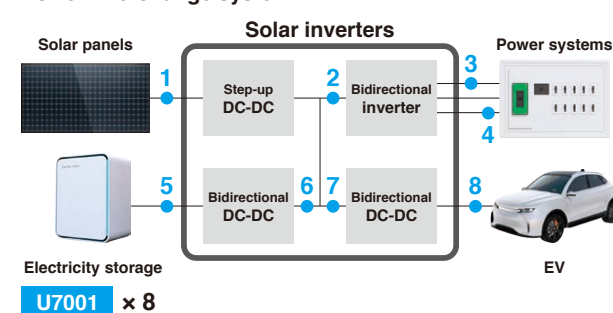 Solar inverters
Solar panels
Power systems
1
Step-up
DC-DC
2
Bidirectional
inverter
3
4
5
Bidirectional
DC-DC
6
7
Bidirectional
DC-DC
8
Electricity storage
EV
U7001 × 8